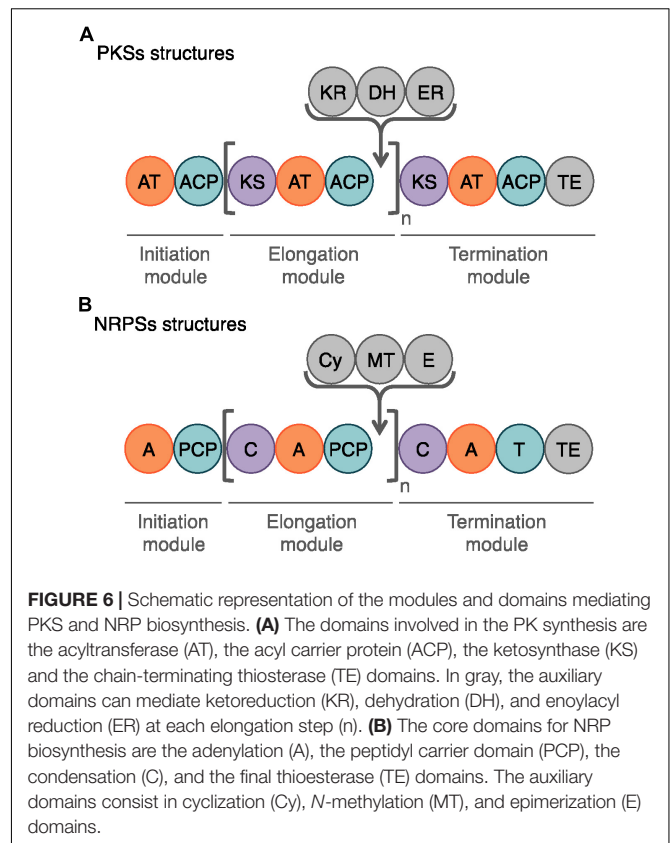 A
PKSs structures
KR DH ER
AT ACP KS AT ACP KS AT ACP TE
n
Initiation module
Elongation module
Termination module
B
NRPSs structures
Cy MT E
A PCP C A PCP C A T TE
n
Initiation module
Elongation module
Termination module
FIGURE 6 | Schematic representation of the modules and domains mediating
PKS and NRP biosynthesis. (A) The domains involved in the PK synthesis are
the acyltransferase (AT), the acyl carrier protein (ACP), the ketosynthase (KS)
and the chain-terminating thiosterase (TE) domains. In gray, the auxiliary
domains can mediate ketoreduction (KR), dehydration (DH), and enoylacyl
reduction (ER) at each elongation step (n). (B) The core domains for NRP
biosynthesis are the adenylation (A), the peptidyl carrier domain (PCP), the
condensation (C), and the final thioesterase (TE) domains. The auxiliary
domains consist in cyclization (Cy), N-methylation (MT), and epimerization (E)
domains.